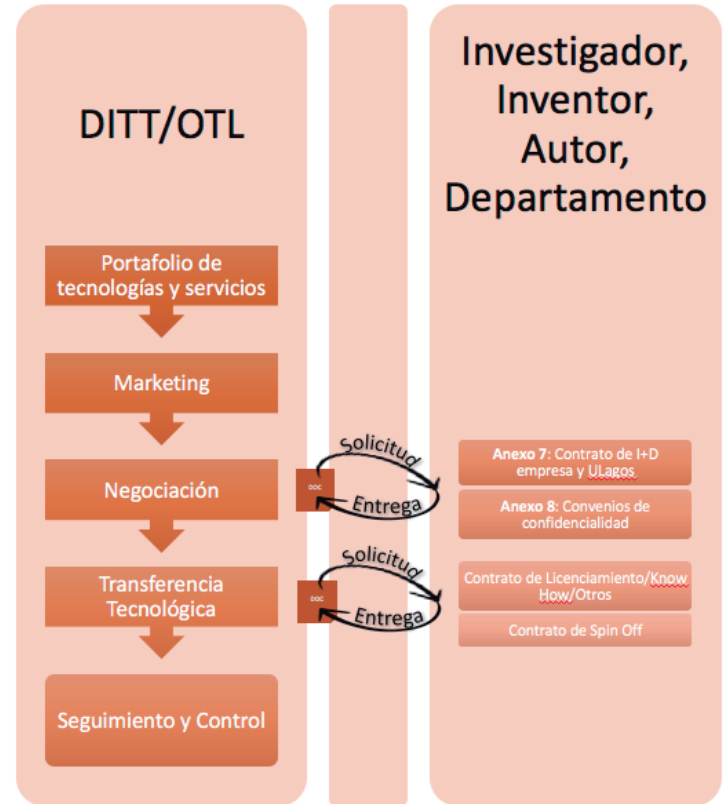 DITT/OTL
Portafolio de
tecnologías y servicios
Marketing
Negociación
Transferencia
Tecnológica
Seguimiento y Control
DOC
Solicitud
Entrega
DOC
Solicitud
Entrega
Investigador,
Inventor,
Autor,
Departamento
Anexo 7: Contrato de I+D
empresa y ULagos
Anexo 8: Convenios de
confidencialidad
Contrato de Licenciamiento/Know
How/Otros
Contrato de Spin Off